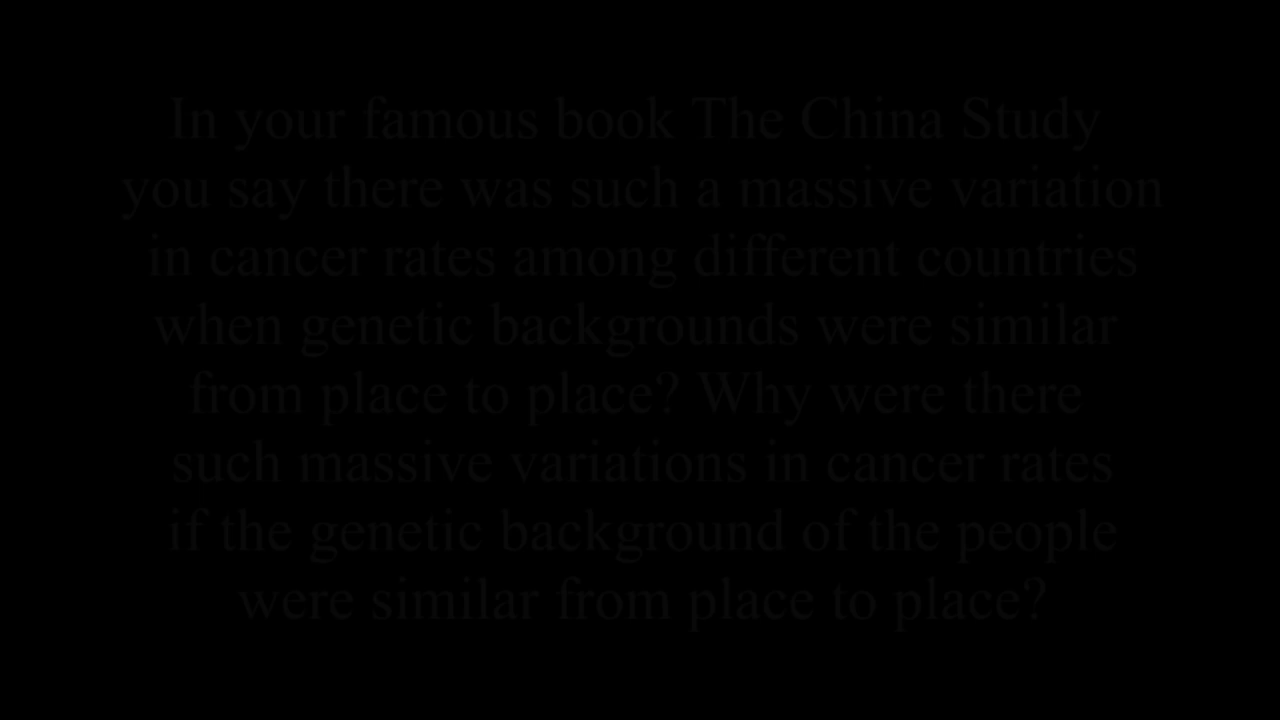 In your famous book The China Study
you say there was such a massive variation
in cancer rates among different countries
when genetic backgrounds were similar
from place to place? Why were there
such massive variations in cancer rates
if the genetic background of the people
were similar from place to place?